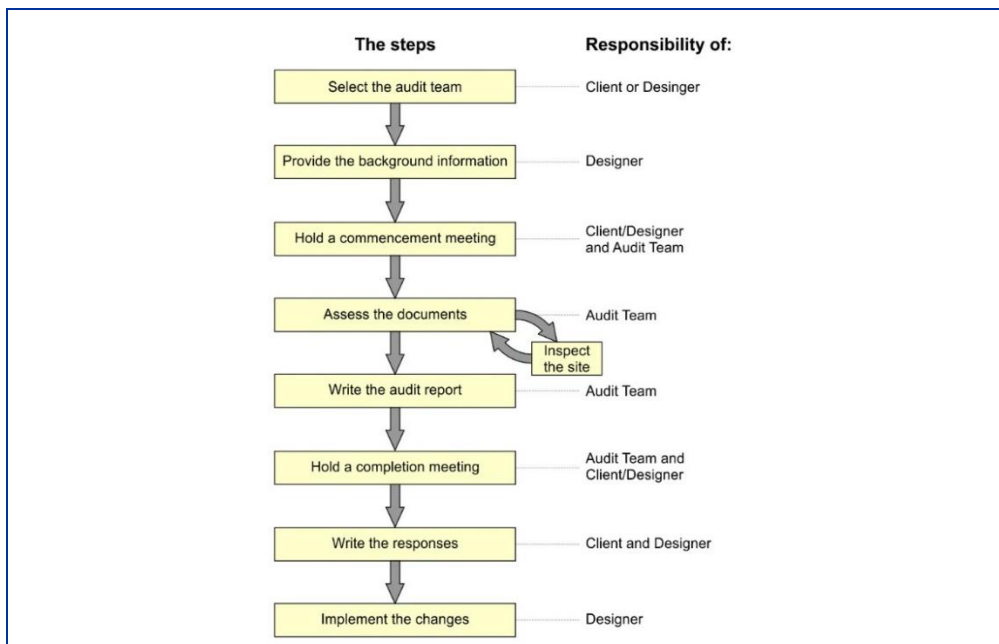 The steps
Responsibility of:
Select the audit team
Client or Desinger
Provide the background information
Designer
Hold a commencement meeting
Client/Designer
and Audit Team
Assess the documents
Audit Team
Inspect
the site
Write the audit report
Audit Team
Hold a completion meeting
Audit Team and
Client/Designer
Write the responses
Client and Designer
Implement the changes
Designer